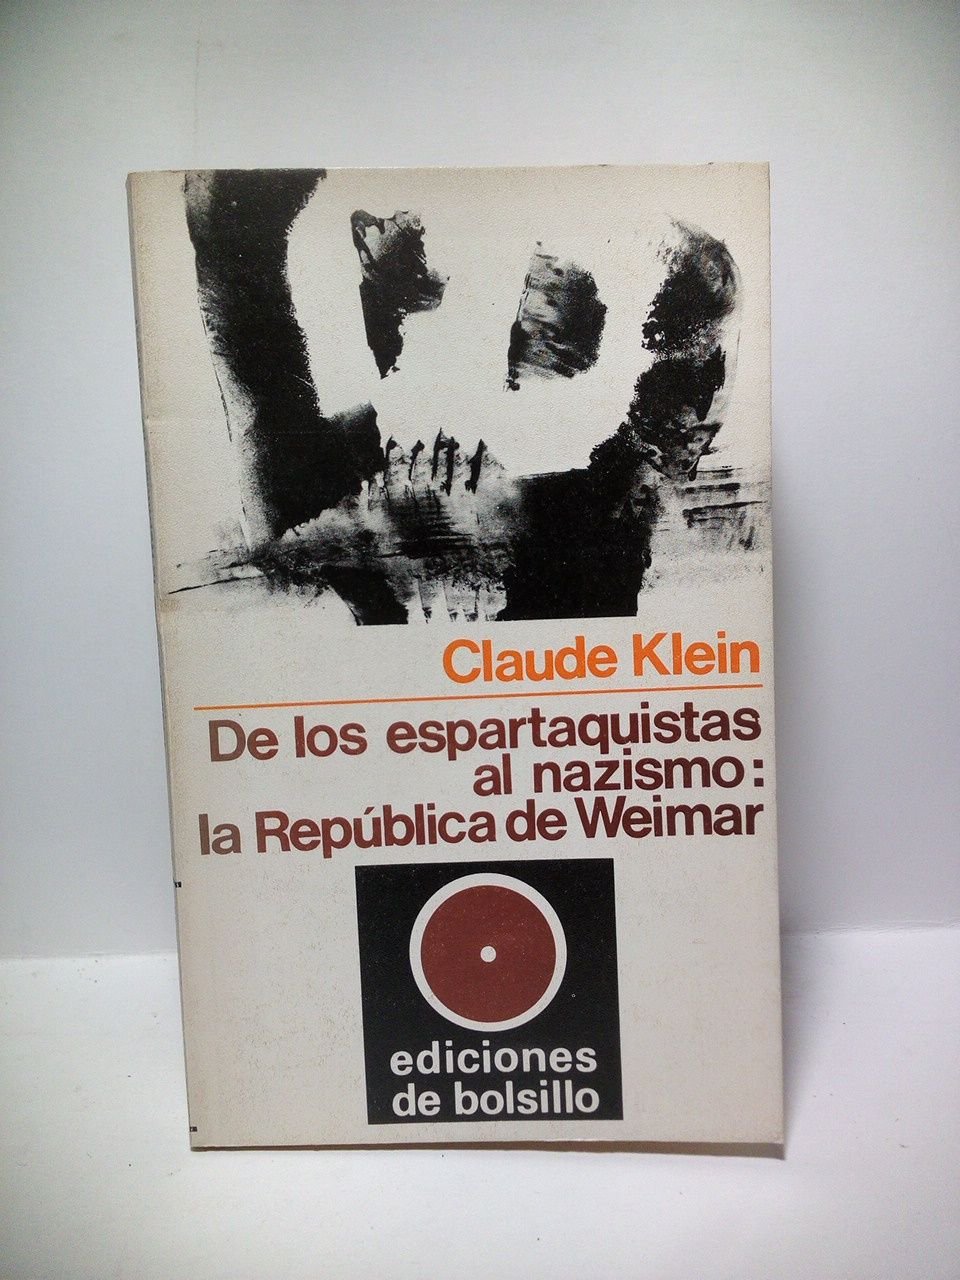 Claude Klein
De los espartaquistas
al nazismo:
la República de Weimar
ediciones
de bolsillo